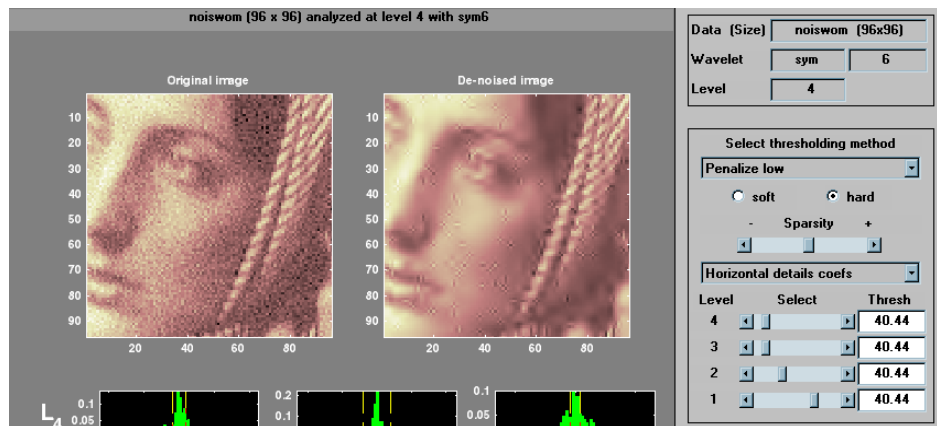 noiswom (96 x 96) analyzed at level 4 with sym6
Original image
De-noised image
10
20
30
40
50
60
70
80
90
20 40 60 80
10
20
30
40
50
60
70
80
90
20 40 60 80
L4
0.1
0.05
0.2
0.1
0.1
0.05
Data (Size) noiswom (96x96)
Wavelet sym 6
Level 4
Select thresholding method
Penalize low
soft hard
- Sparsity +
Horizontal details coefs
Level Select Thresh
4 40.44
3 40.44
2 40.44
1 40.44